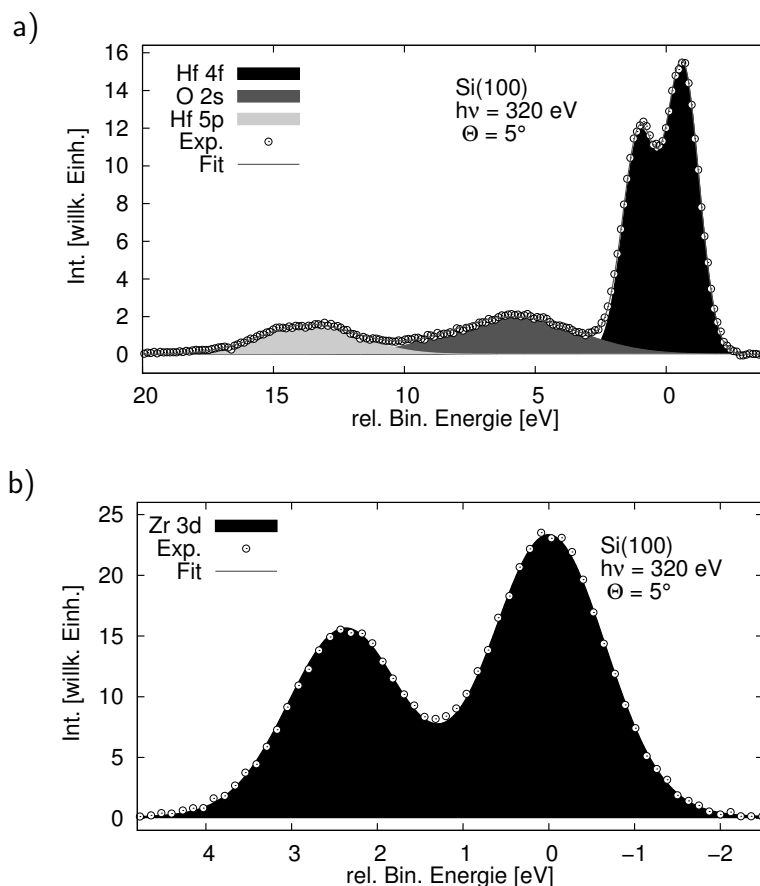 a)
16
14
12
10
8
6
4
2
0
Int. [willk. Einh.]
Hf 4f
O 2s
Hf 5p
Exp.
Fit
Si(100)
hν = 320 eV
Θ = 5°
20 15 10 5 0
rel. Bin. Energie [eV]
b)
25
20
15
10
5
0
Int. [willk. Einh.]
Zr 3d
Exp.
Fit
Si(100)
hν = 320 eV
Θ = 5°
4 3 2 1 0 −1 −2
rel. Bin. Energie [eV]